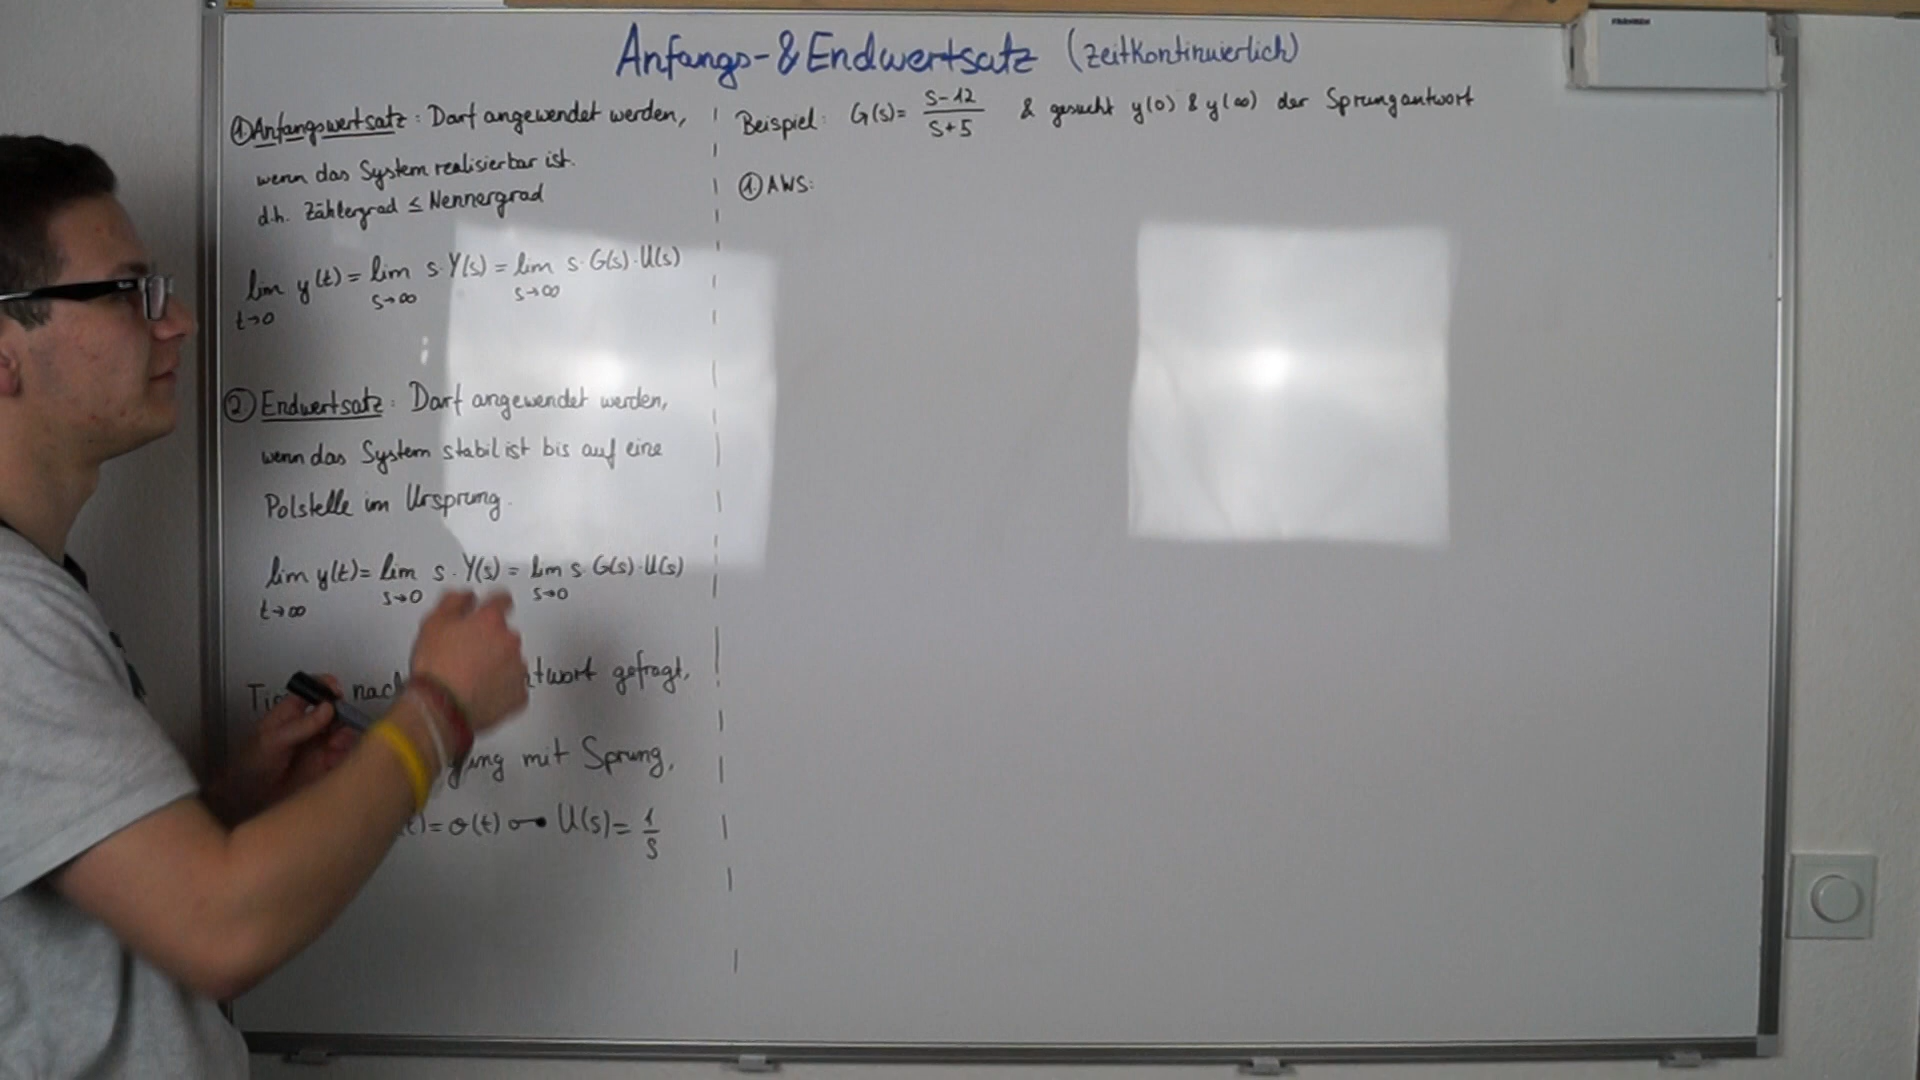 Anfangs- & Endwertsatz (zeitkontinuierlich)
① Anfangswertsatz: Darf angewendet werden,
wenn das System realisierbar ist.
d.h. Zählergrad ≤ Nennergrad
lim y(t) = lim s·Y(s) = lim s·G(s)·U(s)
t→0 s→∞ s→∞
② Endwertsatz: Darf angewendet werden,
wenn das System stabil ist bis auf eine
Polstelle im Ursprung.
lim y(t) = lim s·Y(s) = lim s·G(s)·U(s)
t→∞ s→0 s→0
nach gefragt,
mit Sprung,
= σ(t) ○–● U(s) = 1/s
Beispiel: G(s) = (s-12)/(s+5) & gesucht y(0) & y(∞) der Sprungantwort
① AWS: